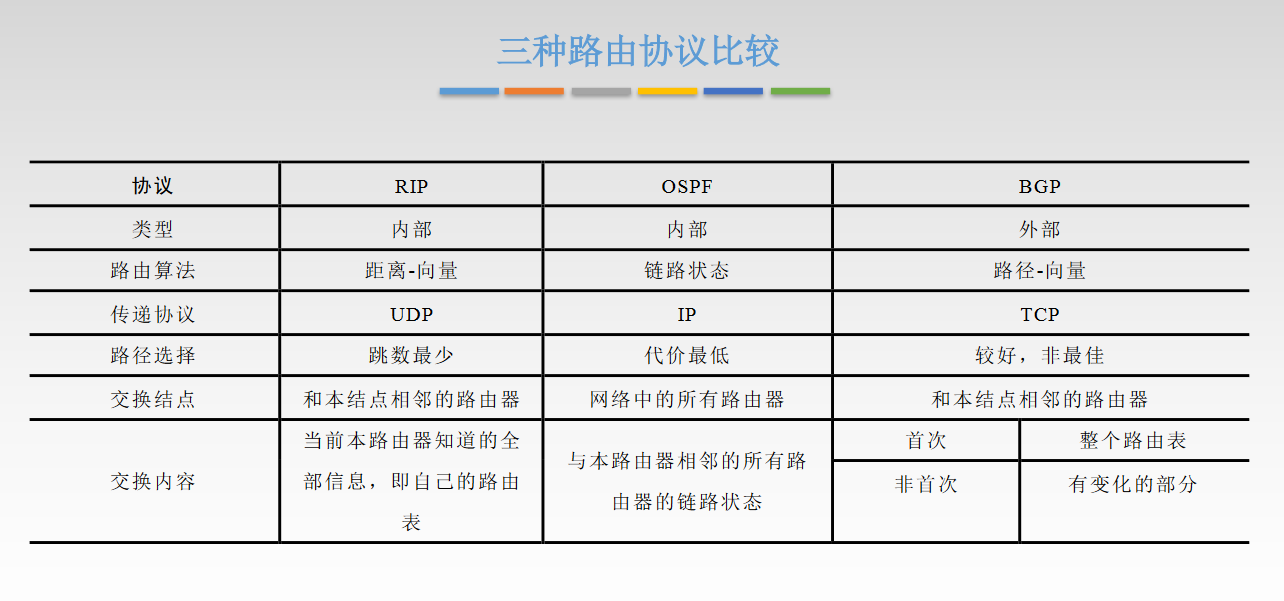 三种路由协议比较
协议 RIP OSPF BGP
类型 内部 内部 外部
路由算法 距离-向量 链路状态 路径-向量
传递协议 UDP IP TCP
路径选择 跳数最少 代价最低 较好，非最佳
交换结点 和本结点相邻的路由器 网络中的所有路由器 和本结点相邻的路由器
交换内容
当前本路由器知道的全
部信息，即自己的路由
表
与本路由器相邻的所有路
由器的链路状态
首次 整个路由表
非首次 有变化的部分